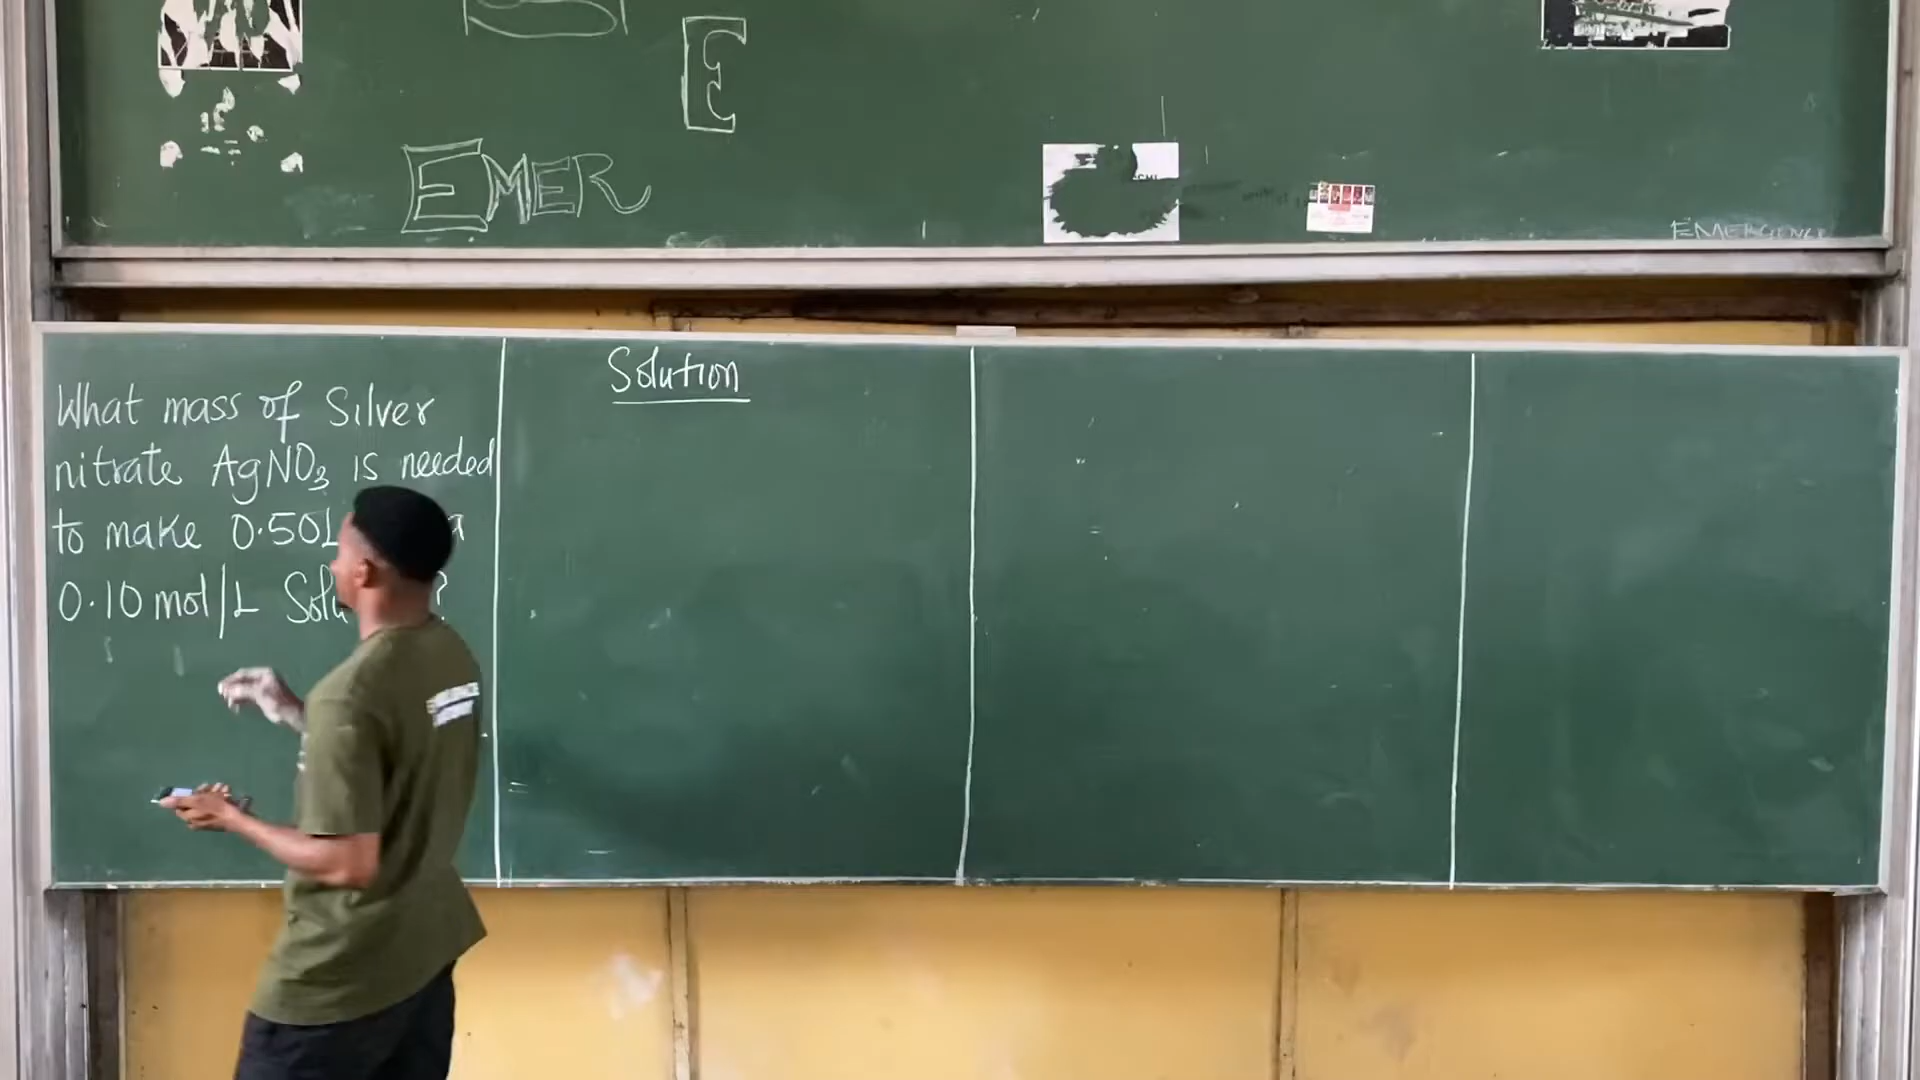 E
EMER
EMERGENCE
What mass of Silver
nitrate AgNO₃ is needed
to make 0.50L a
0.10 mol/L Solu ?
Solution